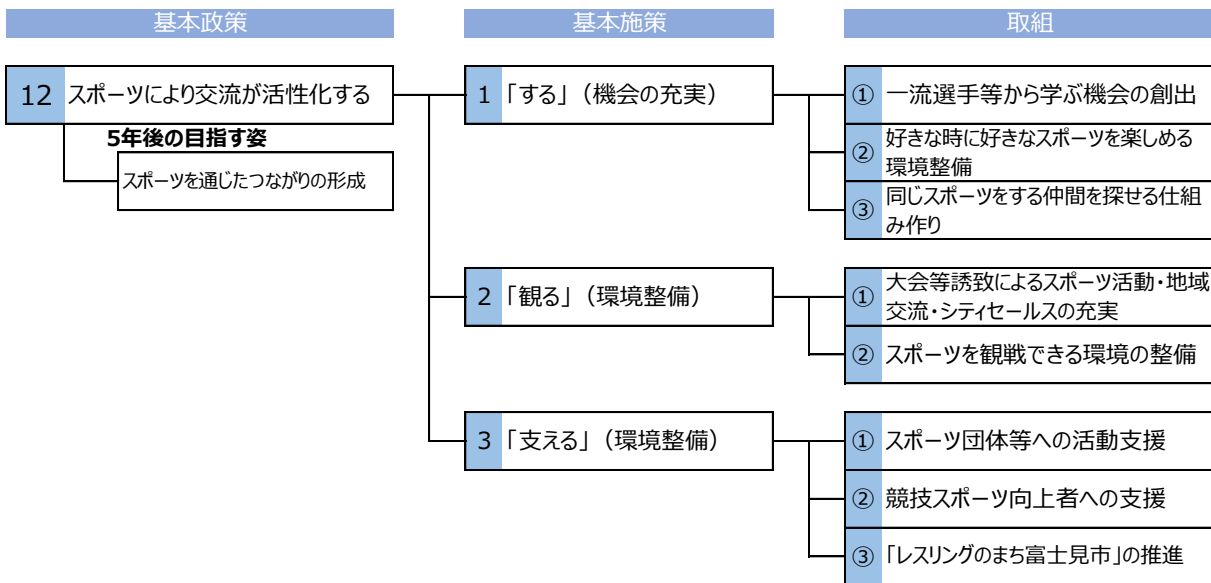 基本政策
基本施策
取組
12 スポーツにより交流が活性化する
5年後の目指す姿
スポーツを通じたつながりの形成
1 「する」（機会の充実）
① 一流選手等から学ぶ機会の創出
② 好きな時に好きなスポーツを楽しめる
環境整備
③ 同じスポーツをする仲間を探せる仕組
み作り
2 「観る」（環境整備）
① 大会等誘致によるスポーツ活動・地域
交流・シティセールスの充実
② スポーツを観戦できる環境の整備
3 「支える」（環境整備）
① スポーツ団体等への活動支援
② 競技スポーツ向上者への支援
③ 「レスリングのまち富士見市」の推進